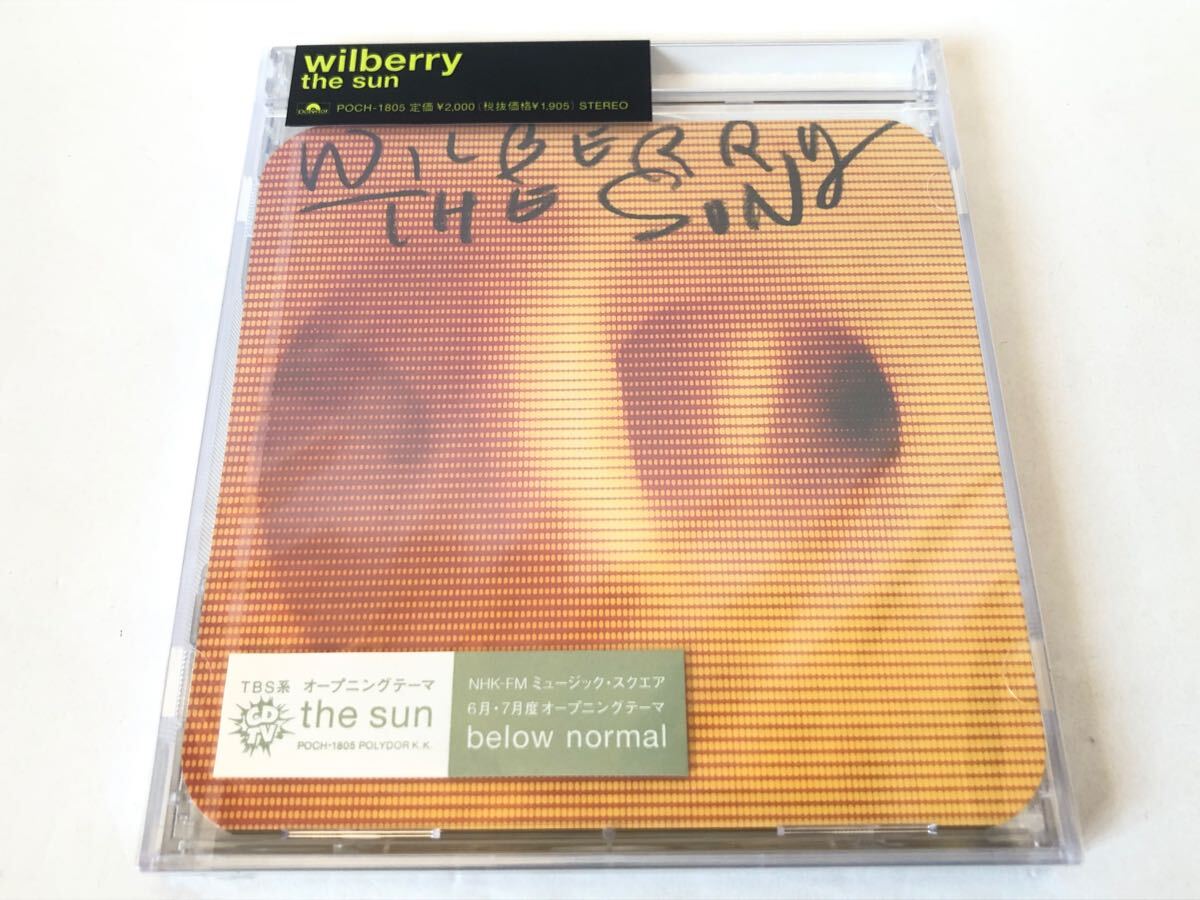 wilberry
the sun
Polydor POCH-1805 定価¥2,000(税抜価格¥1,905) STEREO
WILBERRY
THE SUN
TBS系 オープニングテーマ
CD
TV
the sun
POCH-1805 POLYDOR K.K.
NHK-FM ミュージック・スクエア
6月・7月度オープニングテーマ
below normal